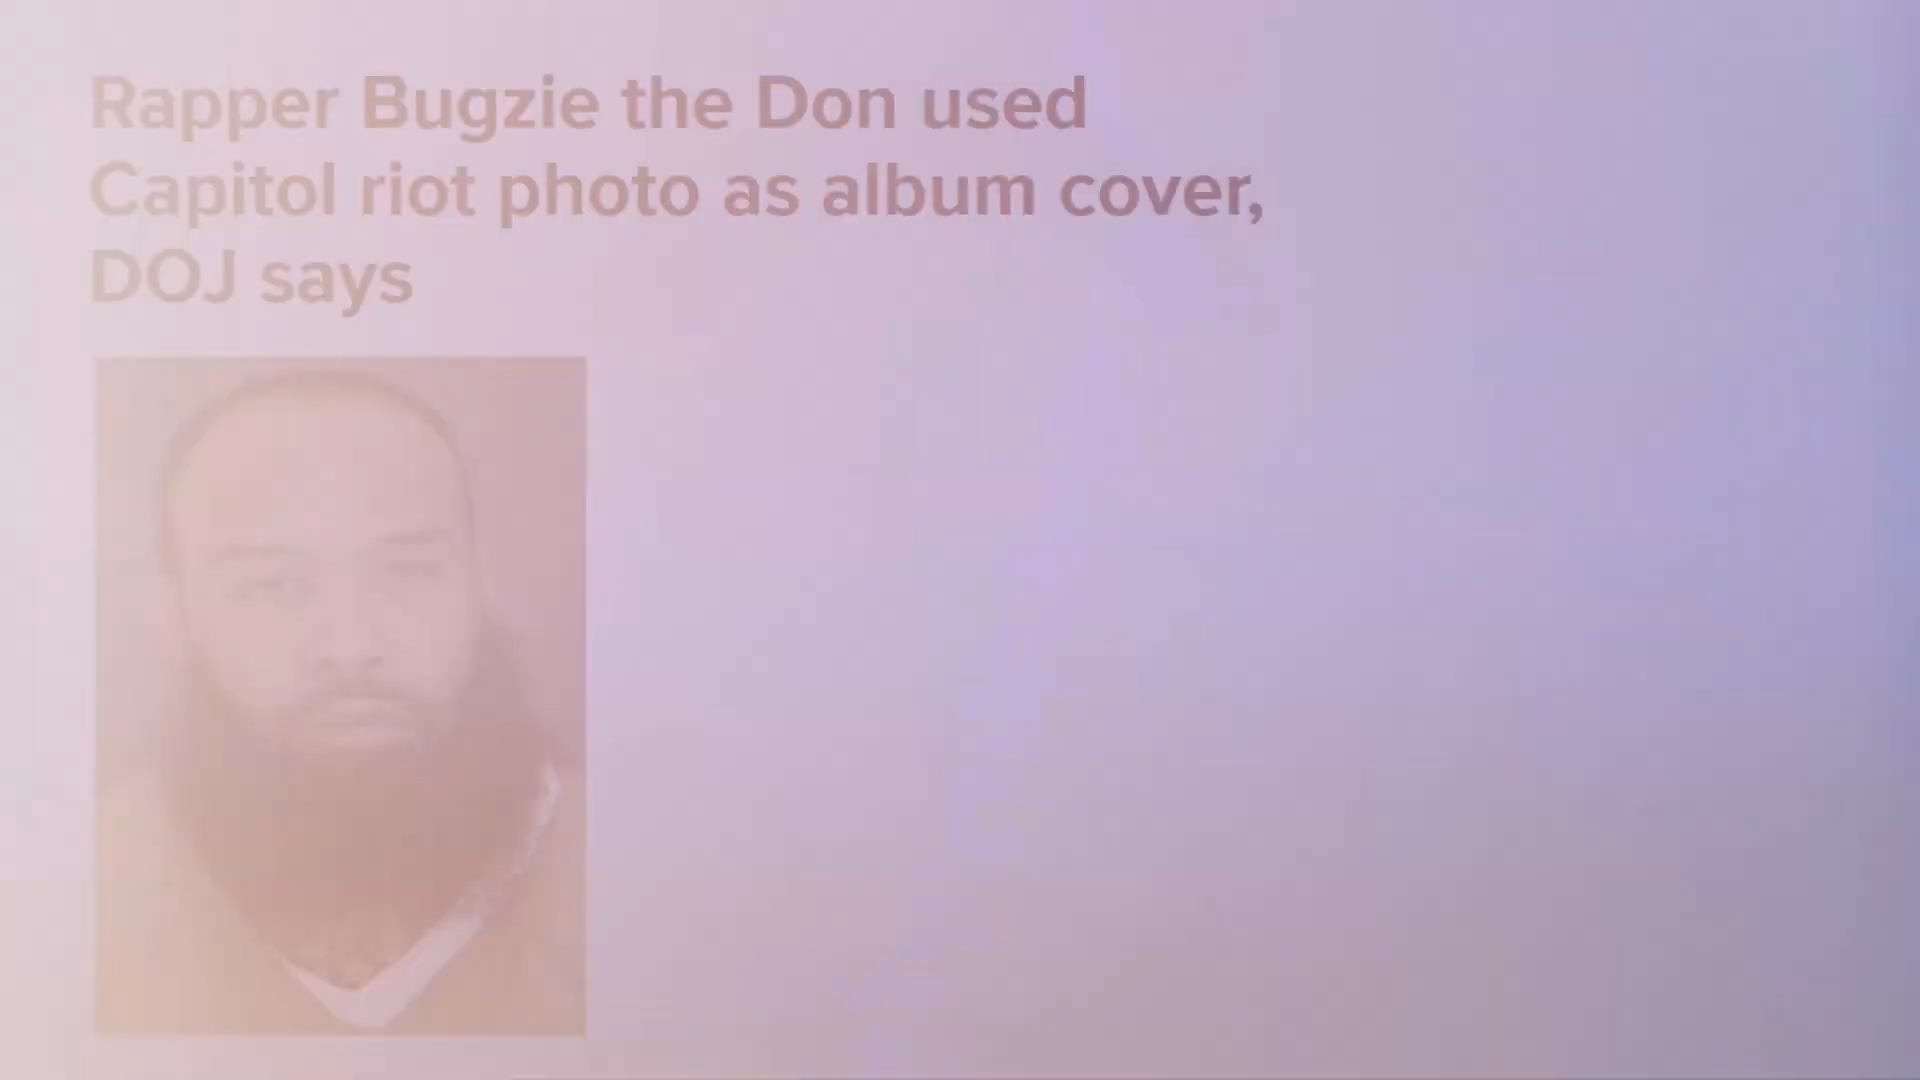 Rapper Bugzie the Don used
Capitol riot photo as album cover,
DOJ says